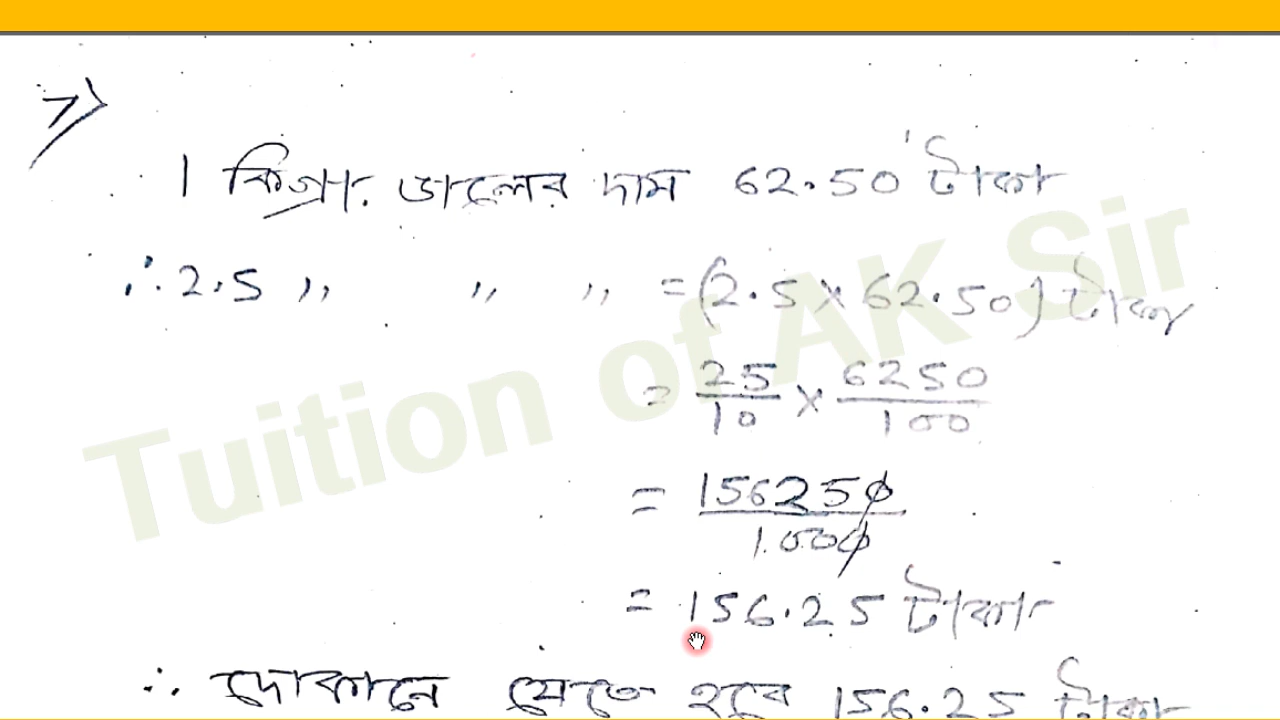 7)
1 কিগ্রা. ডালের দাম 62.50 টাকা
∴ 2.5 ,, ,, ,, = (2.5 × 62.50) টাকা
= 25/10 × 6250/100
= 156250/1000
= 156.25 টাকা
∴ দোকানে যেতে হবে 156.25 টাকা
Tuition of AK Sir